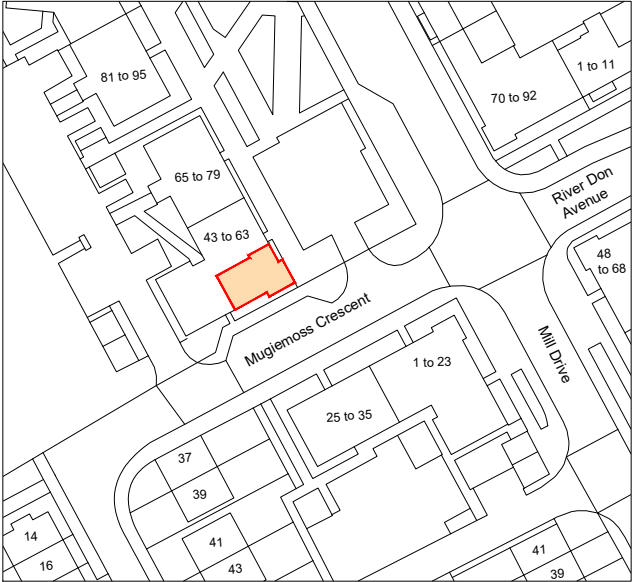 81 to 95
1 to 11
70 to 92
65 to 79
River Don
Avenue
43 to 63
48
to 68
Mugiemoss Crescent
Mill Drive
1 to 23
25 to 35
37
39
14
16
41
43
41
39